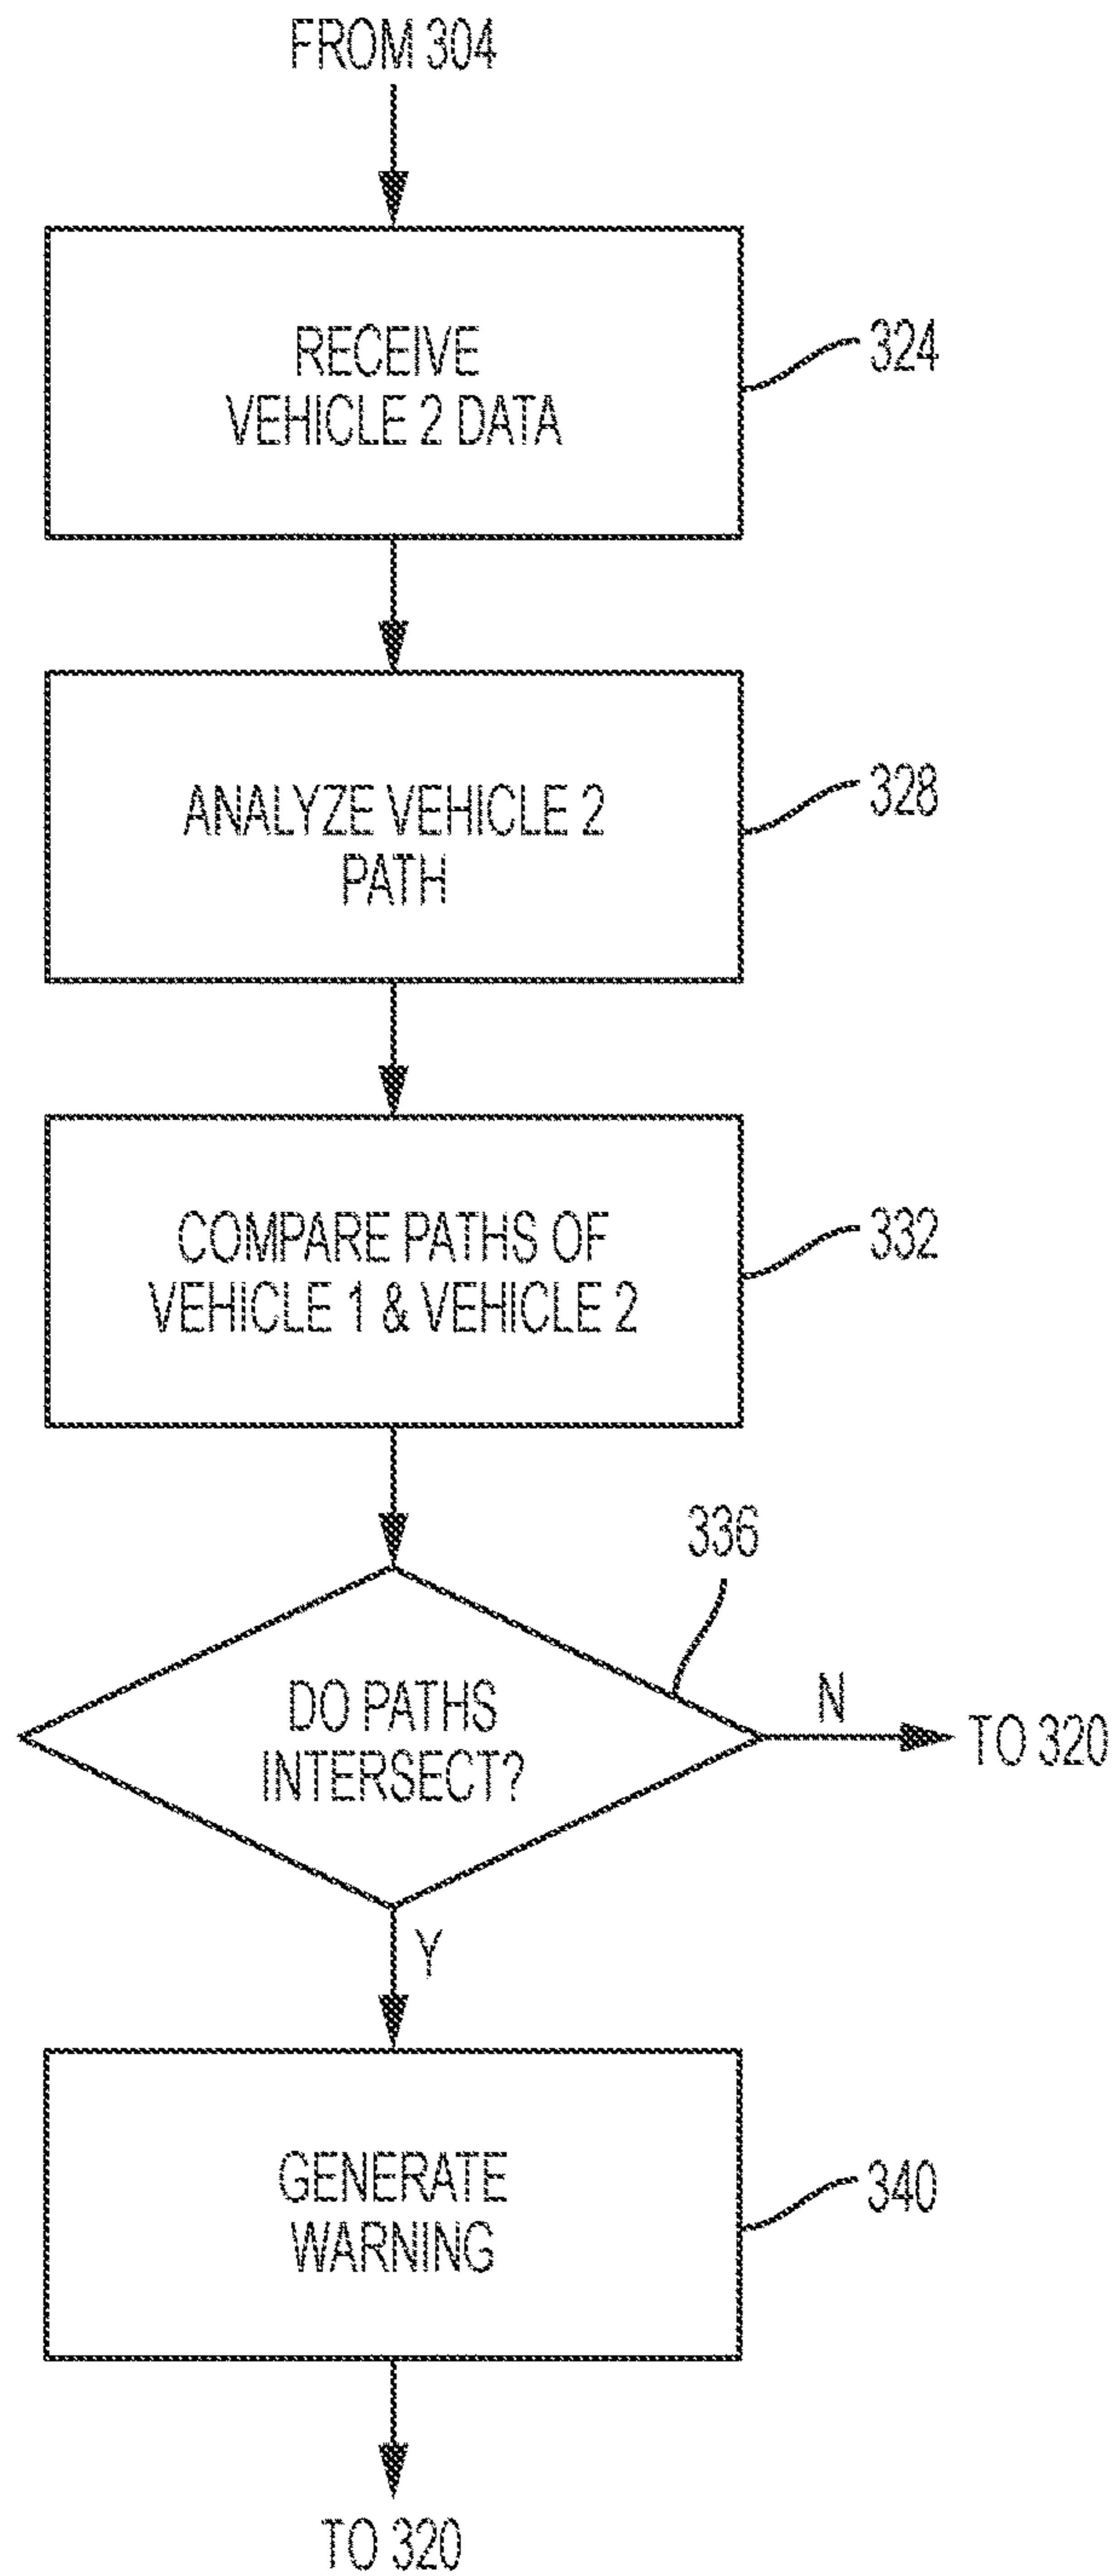 FROM 304
RECEIVE
VEHICLE 2 DATA
324
ANALYZE VEHICLE 2
PATH
328
COMPARE PATHS OF
VEHICLE 1 & VEHICLE 2
332
336
DO PATHS
INTERSECT?
N
TO 320
Y
GENERATE
WARNING
340
TO 320